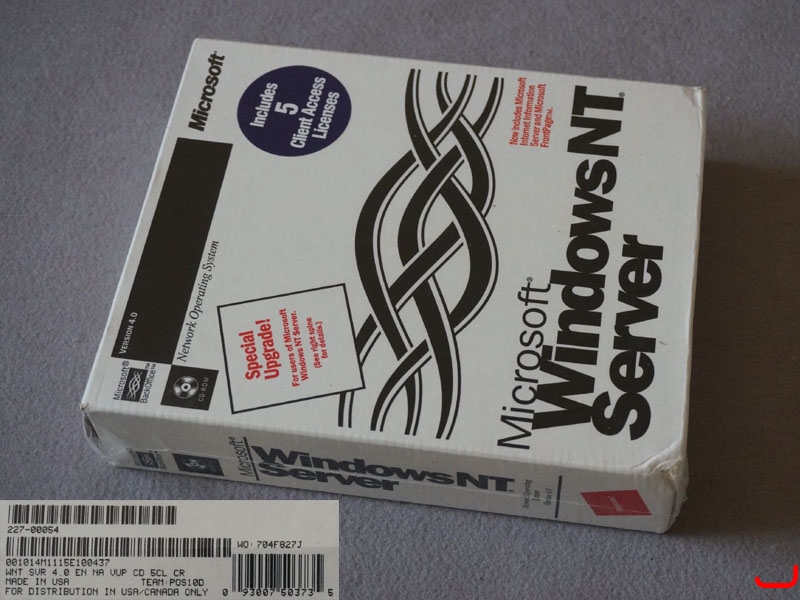 Microsoft®
Includes
5
Client Access
Licenses
Now includes Microsoft
Internet Information
Server and Microsoft
FrontPage™.
VERSION 4.0
Network Operating System
Microsoft®
BackOffice™
CD-ROM
Special
Upgrade!
For users of Microsoft
Windows NT Server.
(See right spine
for details.)
Microsoft®
Windows NT®
Server
Microsoft®
Windows NT®
Server
227-00054
WO: 704F827J
001014M1115E100437
WNT SVR 4.0 EN NA VUP CD 5CL CR
MADE IN USA TEAM:POS10D
FOR DISTRIBUTION IN USA/CANADA ONLY
0 93007 50373 5